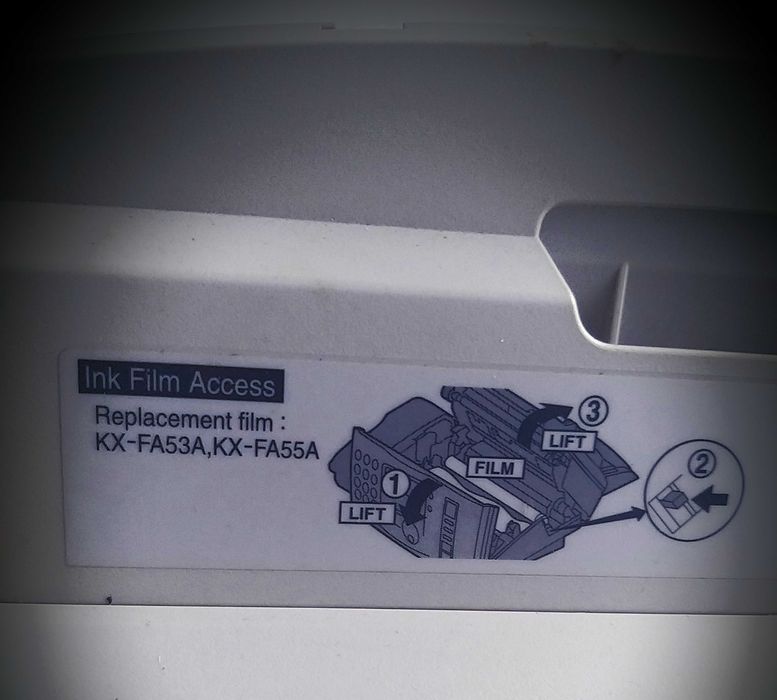 Ink Film Access
Replacement film :
KX-FA53A,KX-FA55A
1
LIFT
FILM
3
LIFT
2